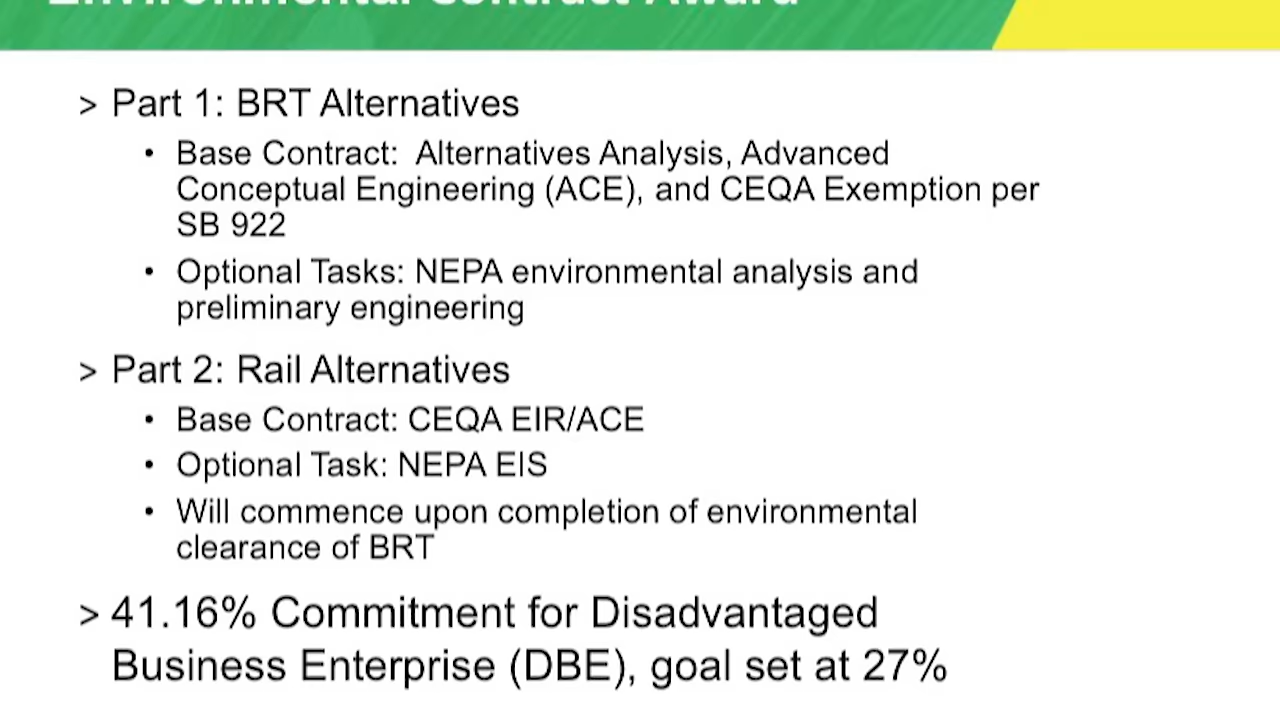 Environmental Contract Award
> Part 1: BRT Alternatives
• Base Contract:  Alternatives Analysis, Advanced
Conceptual Engineering (ACE), and CEQA Exemption per
SB 922
• Optional Tasks: NEPA environmental analysis and
preliminary engineering
> Part 2: Rail Alternatives
• Base Contract: CEQA EIR/ACE
• Optional Task: NEPA EIS
• Will commence upon completion of environmental
clearance of BRT
> 41.16% Commitment for Disadvantaged
Business Enterprise (DBE), goal set at 27%